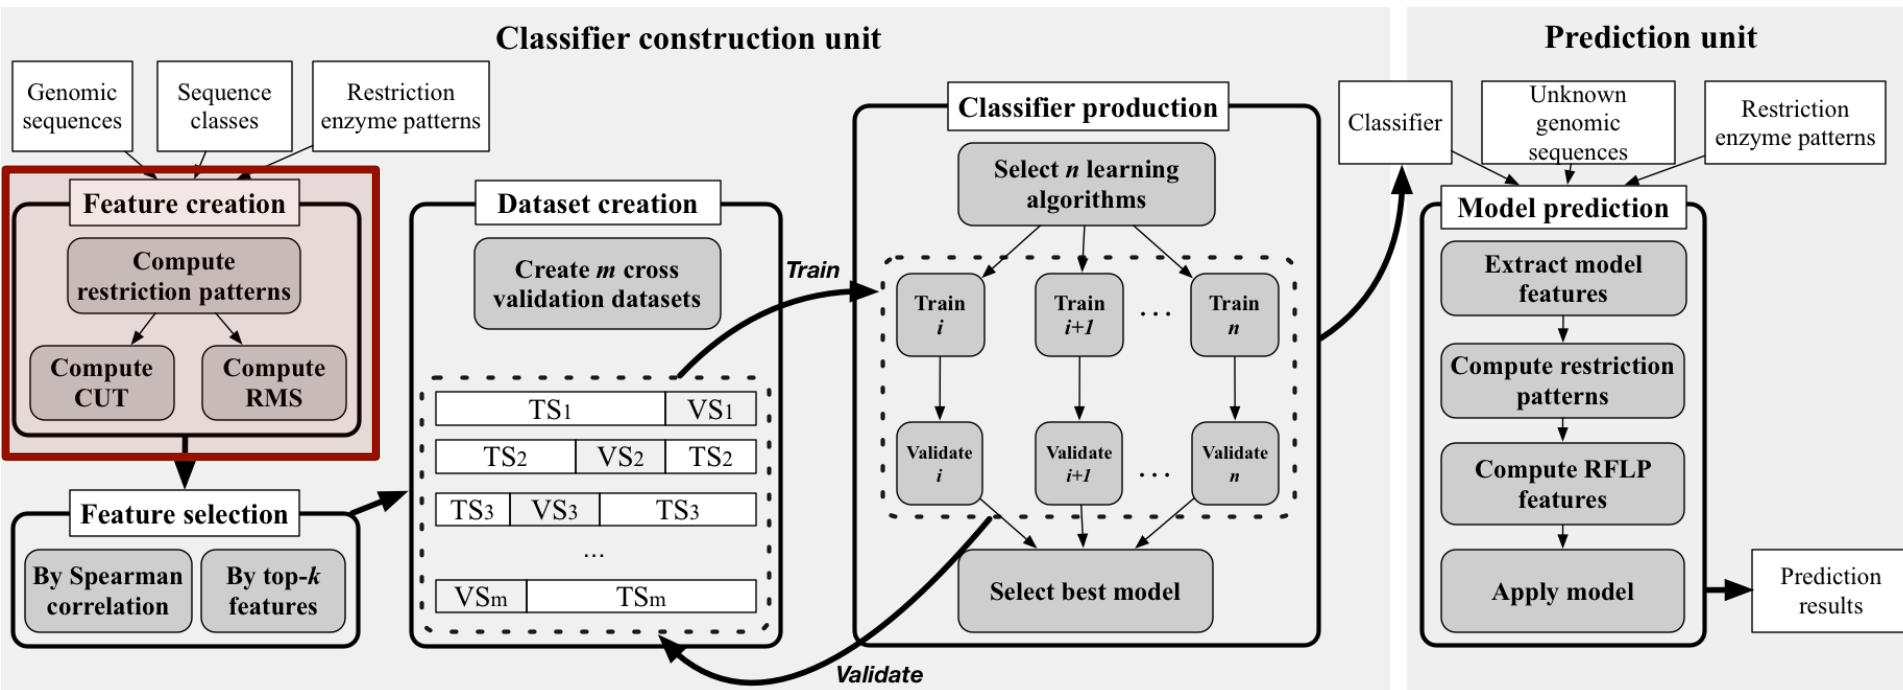 Classifier construction unit
Prediction unit
Genomic
sequences
Sequence
classes
Restriction
enzyme patterns
Feature creation
Compute
restriction patterns
Compute
CUT
Compute
RMS
Feature selection
By Spearman
correlation
By top-k
features
Dataset creation
Create m cross
validation datasets
TS1 VS1
TS2 VS2 TS2
TS3 VS3 TS3
...
VSm TSm
Train
Validate
Classifier production
Select n learning
algorithms
Train
i
Train
i+1
...
Train
n
Validate
i
Validate
i+1
...
Validate
n
Select best model
Classifier
Unknown
genomic
sequences
Restriction
enzyme patterns
Model prediction
Extract model
features
Compute restriction
patterns
Compute RFLP
features
Apply model
Prediction
results